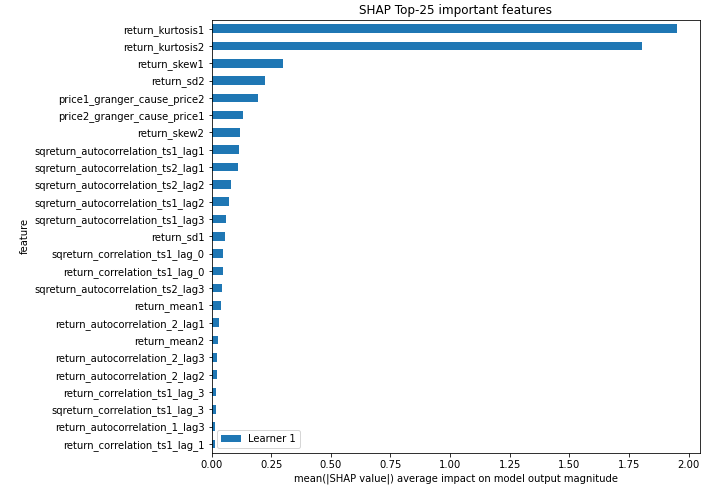 SHAP Top-25 important features
return_kurtosis1
return_kurtosis2
return_skew1
return_sd2
price1_granger_cause_price2
price2_granger_cause_price1
return_skew2
sqreturn_autocorrelation_ts1_lag1
sqreturn_autocorrelation_ts2_lag1
sqreturn_autocorrelation_ts2_lag2
sqreturn_autocorrelation_ts1_lag2
sqreturn_autocorrelation_ts1_lag3
return_sd1
sqreturn_correlation_ts1_lag_0
return_correlation_ts1_lag_0
sqreturn_autocorrelation_ts2_lag3
return_mean1
return_autocorrelation_2_lag1
return_mean2
return_autocorrelation_2_lag3
return_autocorrelation_2_lag2
return_correlation_ts1_lag_3
sqreturn_correlation_ts1_lag_3
return_autocorrelation_1_lag3
return_correlation_ts1_lag_1
feature
Learner 1
0.00 0.25 0.50 0.75 1.00 1.25 1.50 1.75 2.00
mean(|SHAP value|) average impact on model output magnitude